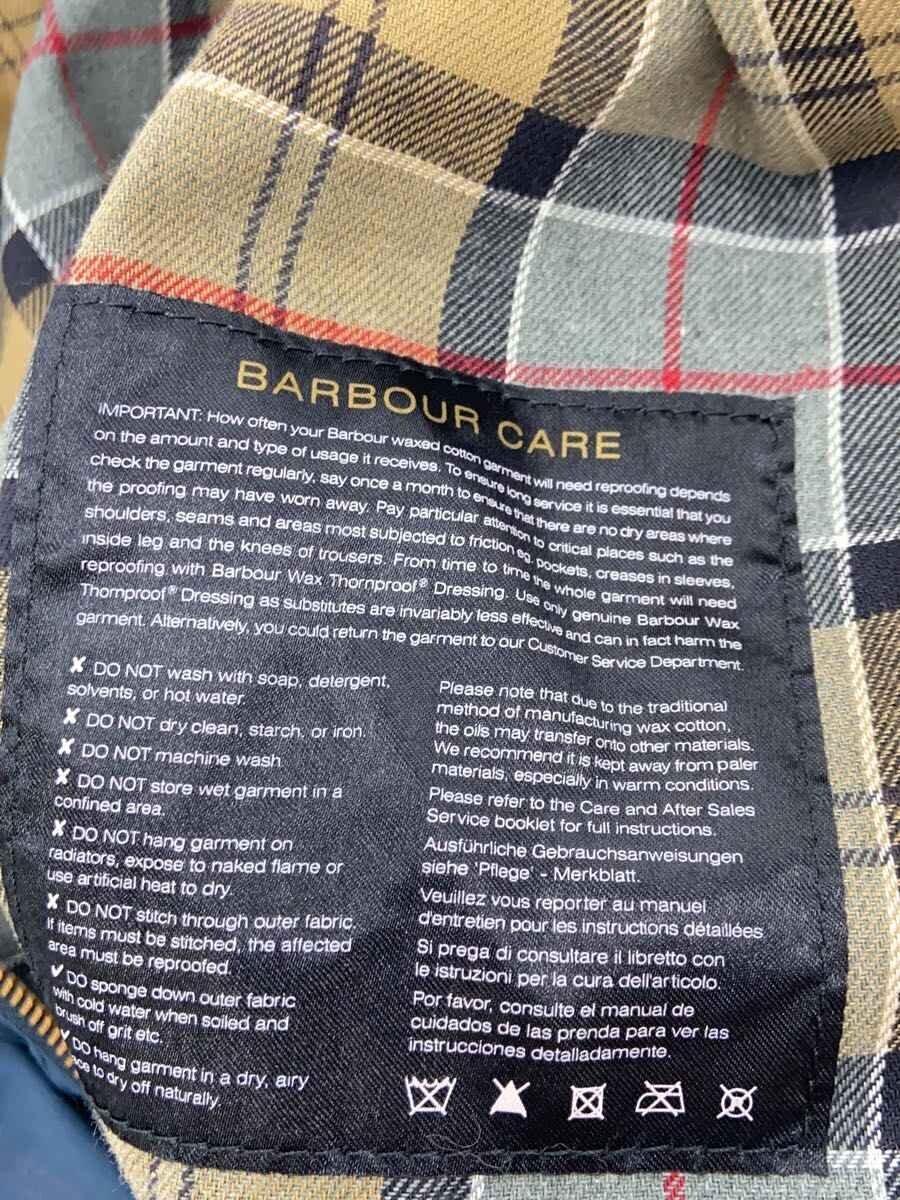 BARBOUR CARE
IMPORTANT: How often your Barbour waxed cotton garment will need reproofing depends
on the amount and type of usage it receives. To ensure long service it is essential that you
check the garment regularly, say once a month to ensure that there are no dry areas where
the proofing may have worn away. Pay particular attention to critical places such as the
shoulders, seams and areas most subjected to friction eg. pockets, creases in sleeves,
inside leg and the knees of trousers. From time to time the whole garment will need
reproofing with Barbour Wax Thornproof® Dressing. Use only genuine Barbour Wax
Thornproof® Dressing as substitutes are invariably less effective and can in fact harm the
garment. Alternatively, you could return the garment to our Customer Service Department.
✘ DO NOT wash with soap, detergent,
solvents, or hot water.
✘ DO NOT dry clean, starch, or iron.
✘ DO NOT machine wash
✘ DO NOT store wet garment in a
confined area.
✘ DO NOT hang garment on
radiators, expose to naked flame or
use artificial heat to dry.
✘ DO NOT stitch through outer fabric.
If items must be stitched, the affected
area must be reproofed.
✔ DO sponge down outer fabric
with cold water when soiled and
brush off grit etc.
✔ DO hang garment in a dry, airy
to dry off naturally.
Please note that due to the traditional
method of manufacturing wax cotton,
the oils may transfer onto other materials.
We recommend it is kept away from paler
materials, especially in warm conditions.
Please refer to the Care and After Sales
Service booklet for full instructions.
Ausführliche Gebrauchsanweisungen
siehe 'Pflege' - Merkblatt.
Veuillez vous reporter au manuel
d'entretien pour les instructions détaillées
Si prega di consultare il libretto con
le istruzioni per la cura dell'articolo.
Por favor, consulte el manual de
cuidados de las prenda para ver las
instrucciones detalladamente.